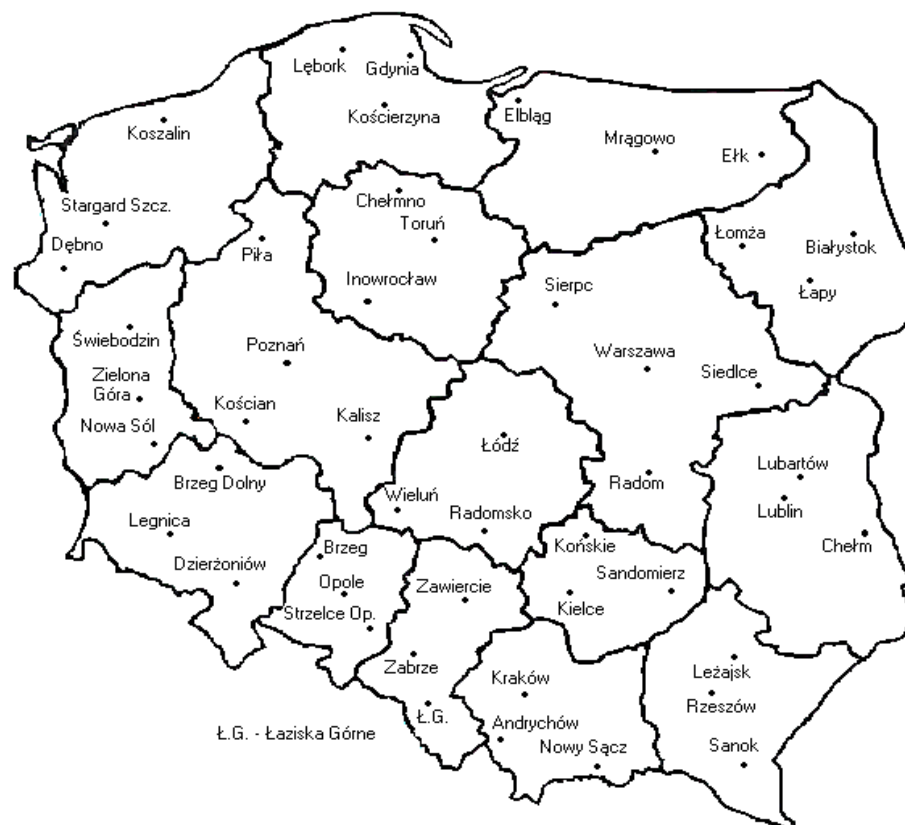 Lębork
Gdynia
Kościerzyna
Koszalin
Elbląg
Mrągowo
Ełk
Chełmno
Toruń
Inowrocław
Stargard Szcz.
Dębno
Piła
Łomża
Białystok
Łapy
Sierpc
Świebodzin
Zielona
Góra
Nowa Sól
Poznań
Kościan
Kalisz
Warszawa
Siedlce
Łódź
Radom
Wieluń
Radomsko
Lubartów
Lublin
Chełm
Brzeg Dolny
Legnica
Dzierżoniów
Brzeg
Opole
Strzelce Op.
Końskie
Sandomierz
Kielce
Zawiercie
Zabrze
Ł.G.
Kraków
Andrychów
Nowy Sącz
Leżajsk
Rzeszów
Sanok
Ł.G. - Łaziska Górne